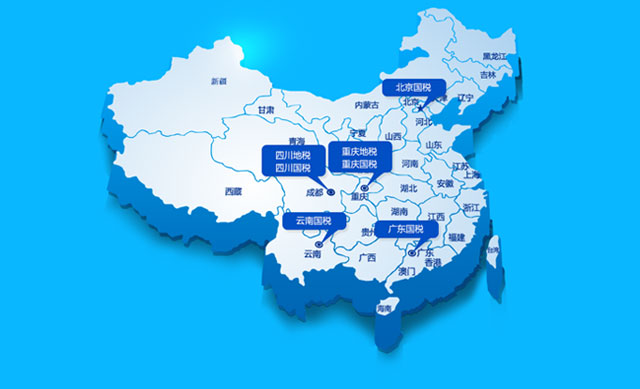 黑龙江
吉林
新疆
北京国税
辽宁
内蒙古
北京
天津
甘肃
河北
宁夏
山西
山东
青海
四川地税
四川国税
重庆地税
重庆国税
河南
江苏
上海
安徽
西藏
成都
重庆
湖北
浙江
湖南
江西
云南国税
贵州
广东国税
福建
云南
广西
广东
香港
台湾
澳门
海南